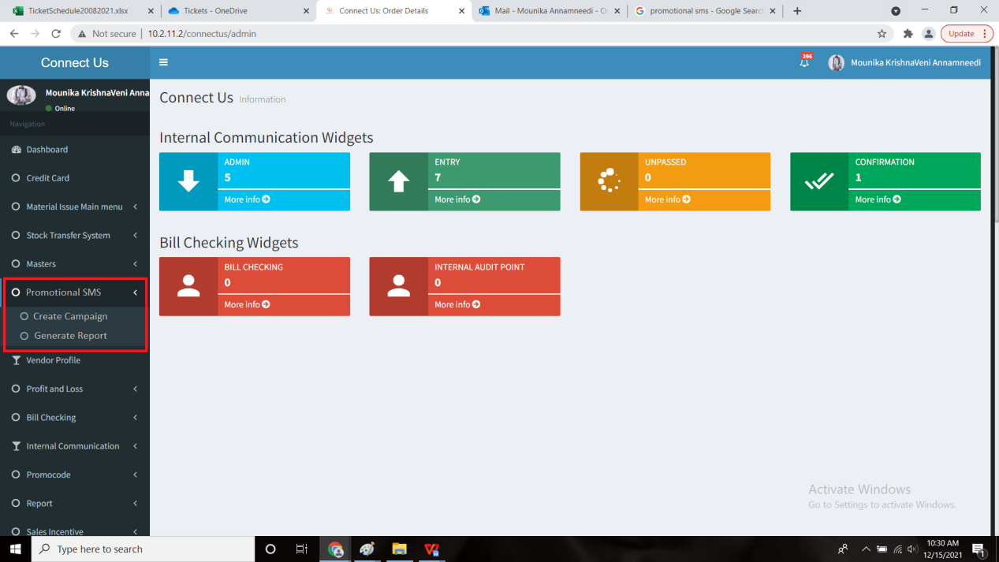 TicketSchedule20082021.xlsx
Tickets - OneDrive
Connect Us: Order Details
Mail - Mounika Annamneedi - O
promotional sms - Google Searc
Not secure | 10.2.11.2/connectus/admin
Update
Connect Us
296
Mounika KrishnaVeni Annamneedi
Mounika KrishnaVeni Anna
Online
Navigation
Dashboard
Credit Card
Material Issue Main menu
Stock Transfer System
Masters
Promotional SMS
Create Campaign
Generate Report
Vendor Profile
Profit and Loss
Bill Checking
Internal Communication
Promocode
Report
Sales Incentive
Connect Us Information
Internal Communication Widgets
ADMIN
5
More info
ENTRY
7
More info
UNPASSED
0
More info
CONFIRMATION
1
More info
Bill Checking Widgets
BILL CHECKING
0
More info
INTERNAL AUDIT POINT
0
More info
Activate Windows
Go to Settings to activate Windows.
Type here to search
10:30 AM
12/15/2021
1